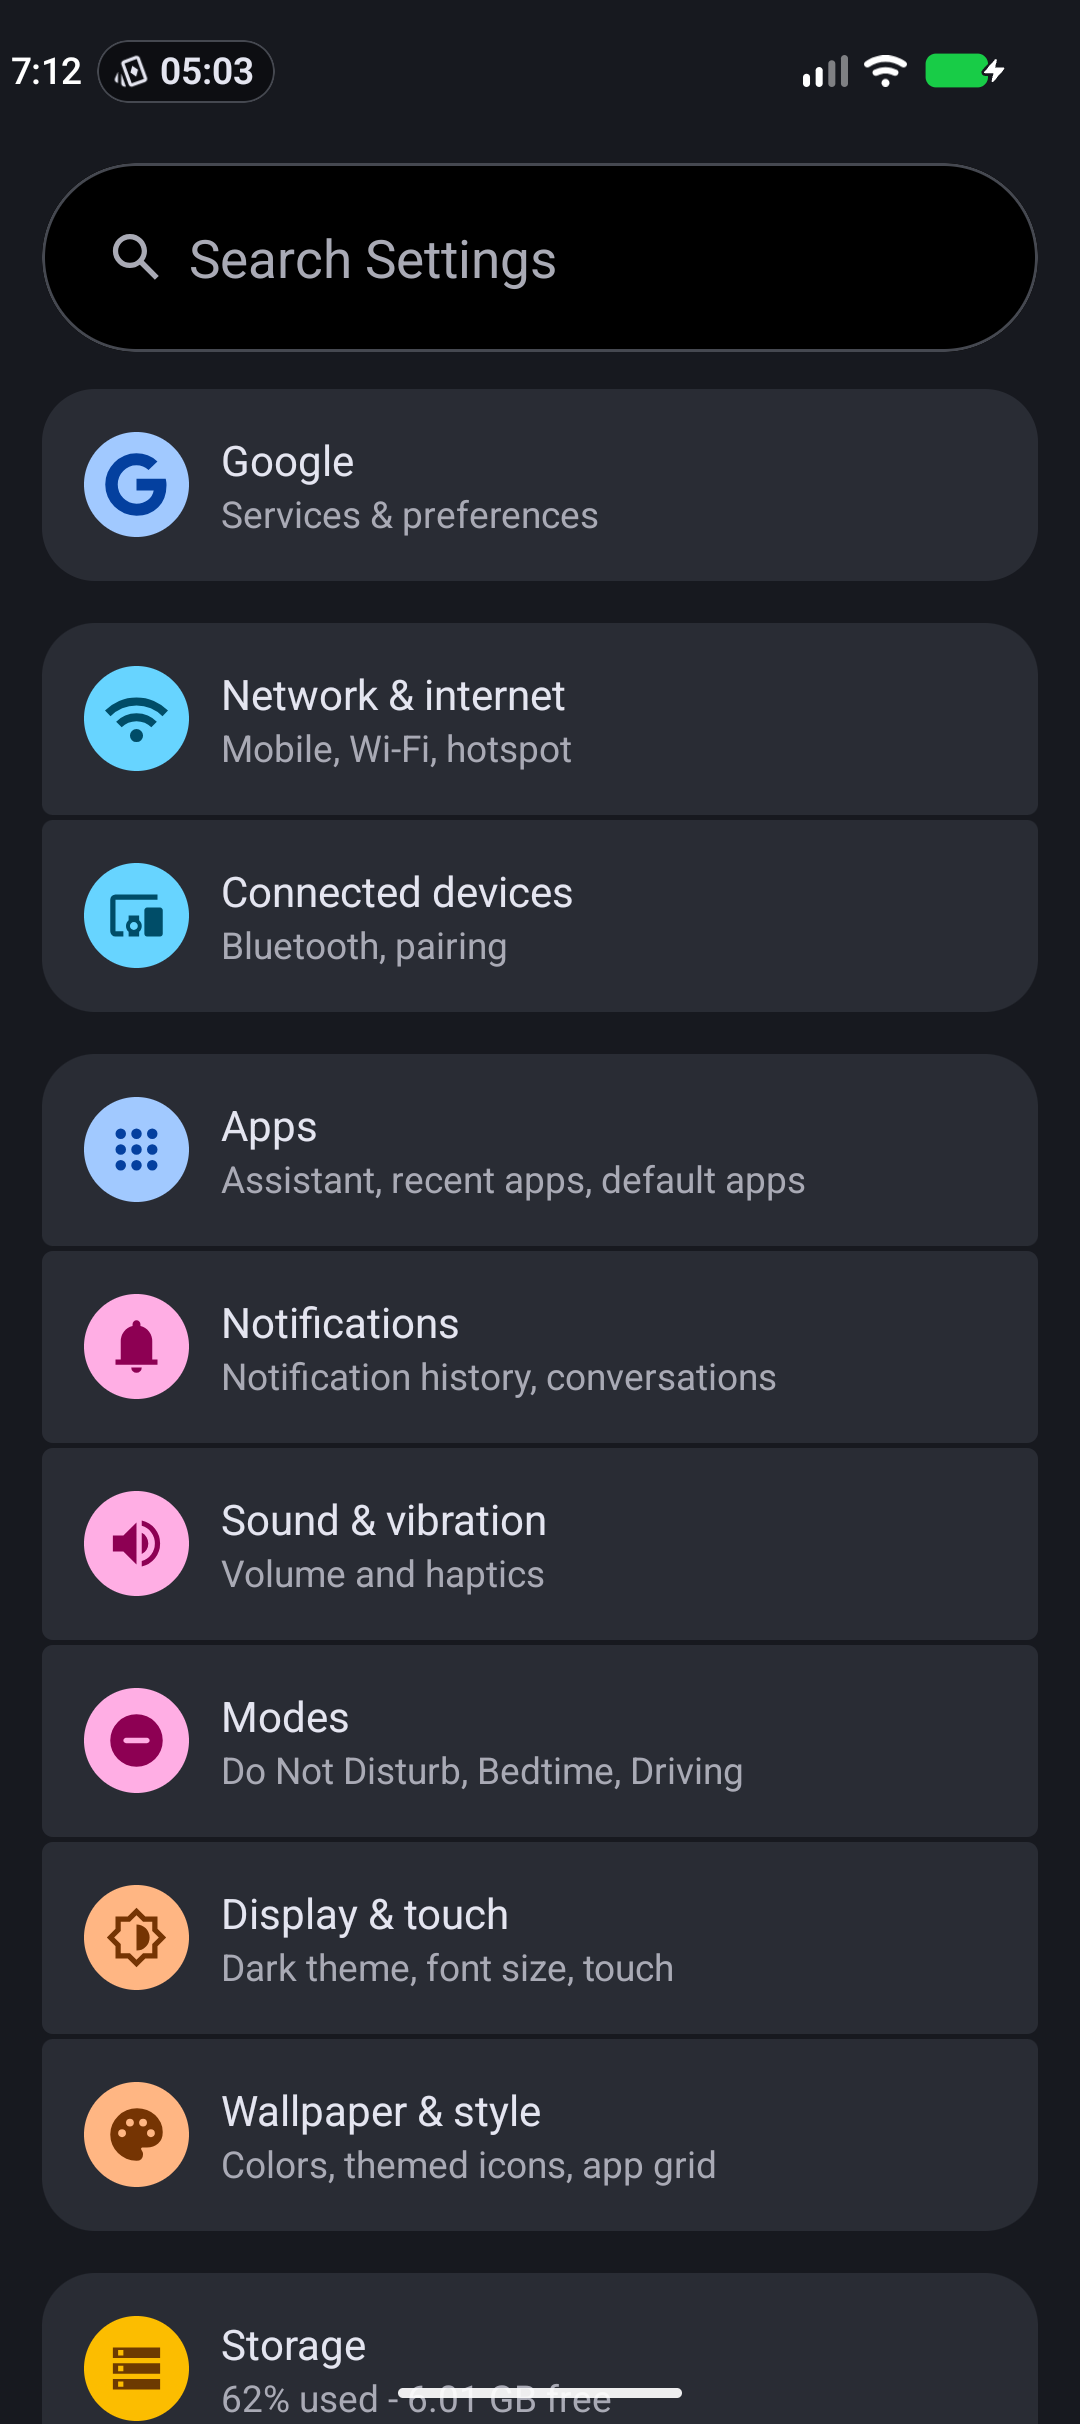 7:12 05:03
Search Settings
Google
Services & preferences
Network & internet
Mobile, Wi-Fi, hotspot
Connected devices
Bluetooth, pairing
Apps
Assistant, recent apps, default apps
Notifications
Notification history, conversations
Sound & vibration
Volume and haptics
Modes
Do Not Disturb, Bedtime, Driving
Display & touch
Dark theme, font size, touch
Wallpaper & style
Colors, themed icons, app grid
Storage
62% used - 6.01 GB free